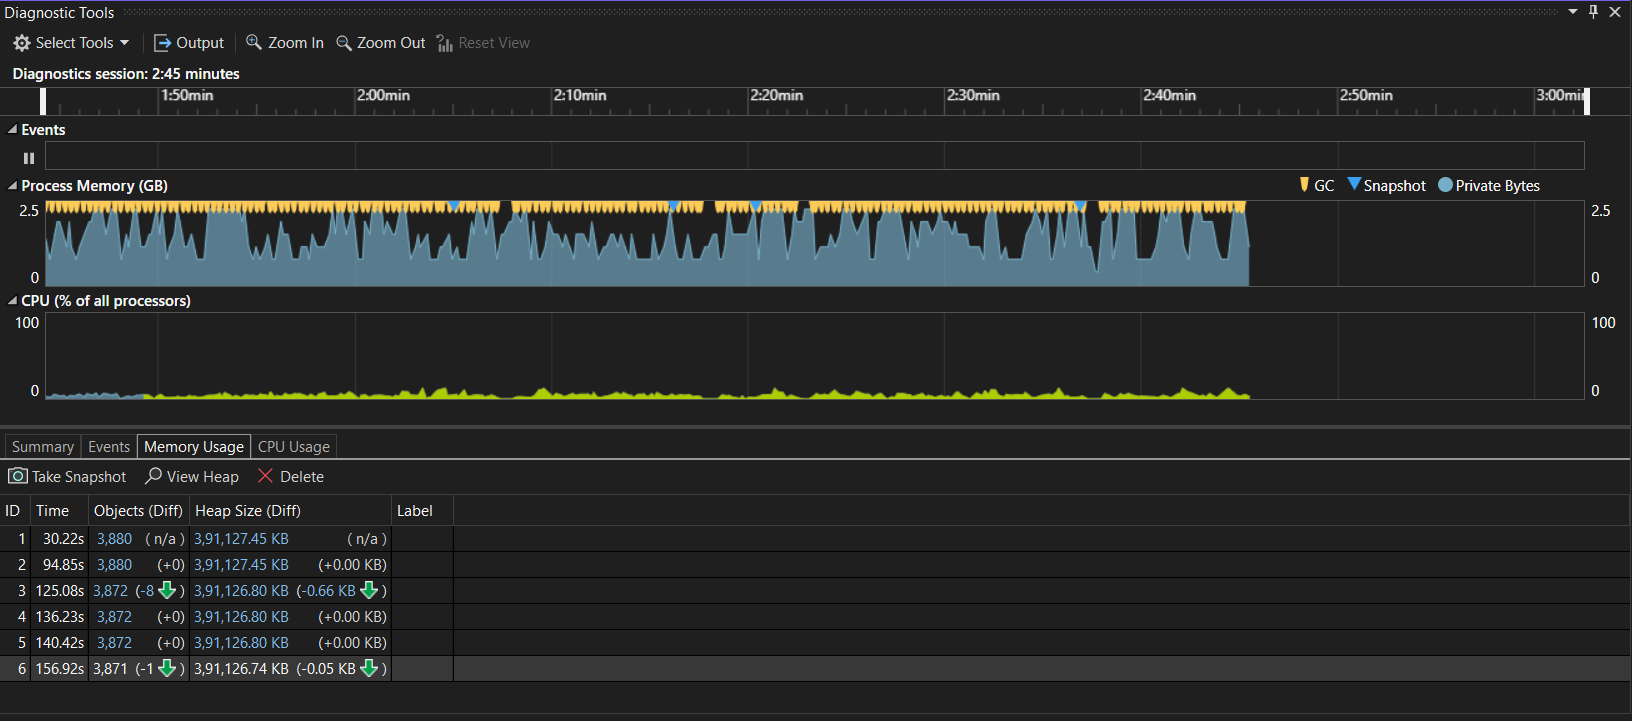 Diagnostic Tools
Select Tools Output Zoom In Zoom Out Reset View
Diagnostics session: 2:45 minutes
1:50min 2:00min 2:10min 2:20min 2:30min 2:40min 2:50min 3:00min
Events
Process Memory (GB) GC Snapshot Private Bytes
2.5 2.5
0 0
CPU (% of all processors)
100 100
0 0
Summary Events Memory Usage CPU Usage
Take Snapshot View Heap Delete
ID Time Objects (Diff) Heap Size (Diff) Label
1 30.22s 3,880 ( n/a ) 3,91,127.45 KB ( n/a )
2 94.85s 3,880 (+0) 3,91,127.45 KB (+0.00 KB)
3 125.08s 3,872 (-8 ) 3,91,126.80 KB (-0.66 KB )
4 136.23s 3,872 (+0) 3,91,126.80 KB (+0.00 KB)
5 140.42s 3,872 (+0) 3,91,126.80 KB (+0.00 KB)
6 156.92s 3,871 (-1 ) 3,91,126.74 KB (-0.05 KB )